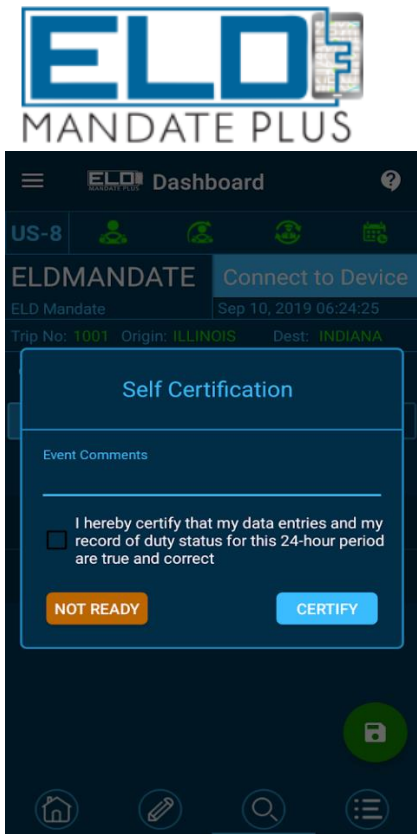 ELD
MANDATE PLUS
ELD MANDATE PLUS Dashboard
US-8
ELDMANDATE Connect to Device
ELD Mandate Sep 10, 2019 06:24:25
Trip No: 1001 Origin: ILLINOIS Dest: INDIANA
Self Certification
Event Comments
I hereby certify that my data entries and my
record of duty status for this 24-hour period
are true and correct
NOT READY CERTIFY